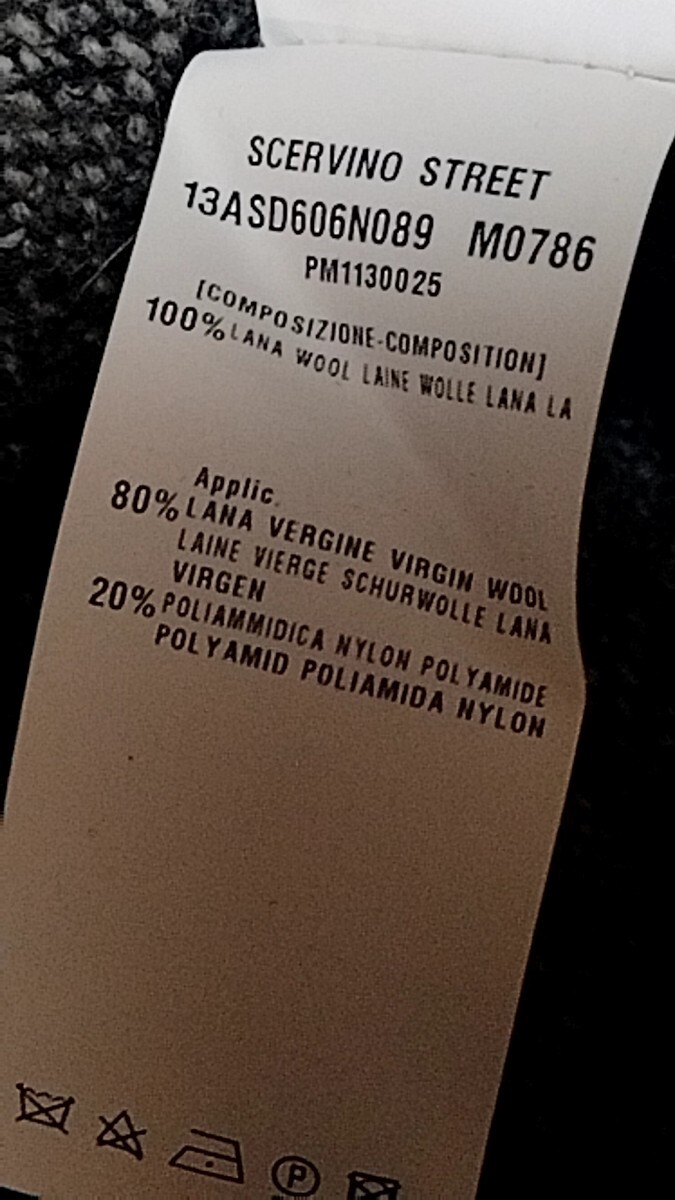 SCERVINO STREET
13ASD606N089 M0786
PM1130025
[COMPOSIZIONE-COMPOSITION]
100% LANA WOOL LAINE WOLLE LANA LA
Applic.
80% LANA VERGINE VIRGIN WOOL
LAINE VIERGE SCHURWOLLE LANA
VIRGEN
20% POLIAMMIDICA NYLON POLYAMIDE
POLYAMID POLIAMIDA NYLON
P